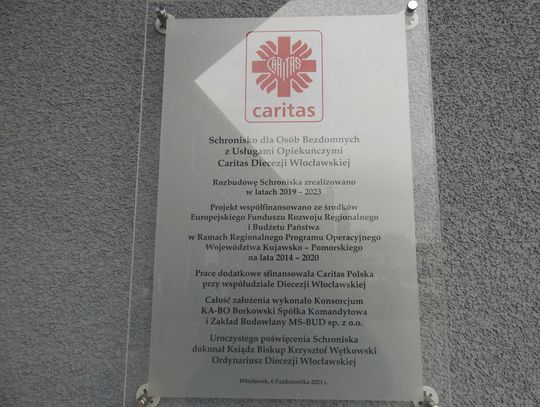 CARITAS
caritas
Schronisko dla Osób Bezdomnych
z Usługami Opiekuńczymi
Caritas Diecezji Włocławskiej
Rozbudowę Schroniska zrealizowano
w latach 2019 – 2023
Projekt współfinansowano ze środków
Europejskiego Funduszu Rozwoju Regionalnego
i Budżetu Państwa
w Ramach Regionalnego Programu Operacyjnego
Województwa Kujawsko – Pomorskiego
na lata 2014 – 2020
Prace dodatkowe sfinansowała Caritas Polska
przy współudziale Diecezji Włocławskiej
Całość założenia wykonało Konsorcjum
KA-BO Borkowski Spółka Komandytowa
i Zakład Budowlany MS-BUD sp. z o.o.
Uroczystego poświęcenia Schroniska
dokonał Ksiądz Biskup Krzysztof Wętkowski
Ordynariusz Diecezji Włocławskiej
Włocławek, 6 Października 2023 r.